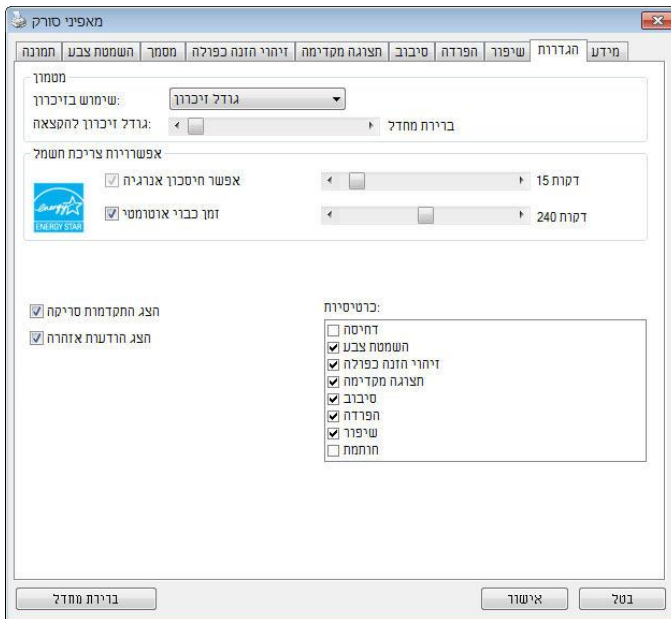 מאפיני סורק
תמונה השמטת צבע מסמך זיהוי הזנה כפולה תצוגה מקדימה סיבוב הפרדה שיפור הגדרות מידע
מטמון
שימוש בזיכרון:
גודל זיכרון
גודל זיכרון להקצאה:
ברירת מחדל
אפשרויות צריכת חשמל
energy
ENERGY STAR
אפשר חיסכון אנרגיה
15 דקות
זמן כבוי אוטומטי
240 דקות
הצג התקדמות סריקה
הצג הודעות אזהרה
כרטיסיות:
דחיסה
השמטת צבע
זיהוי הזנה כפולה
תצוגה מקדימה
סיבוב
הפרדה
שיפור
חותמת
ברירת מחדל
אישור
בטל